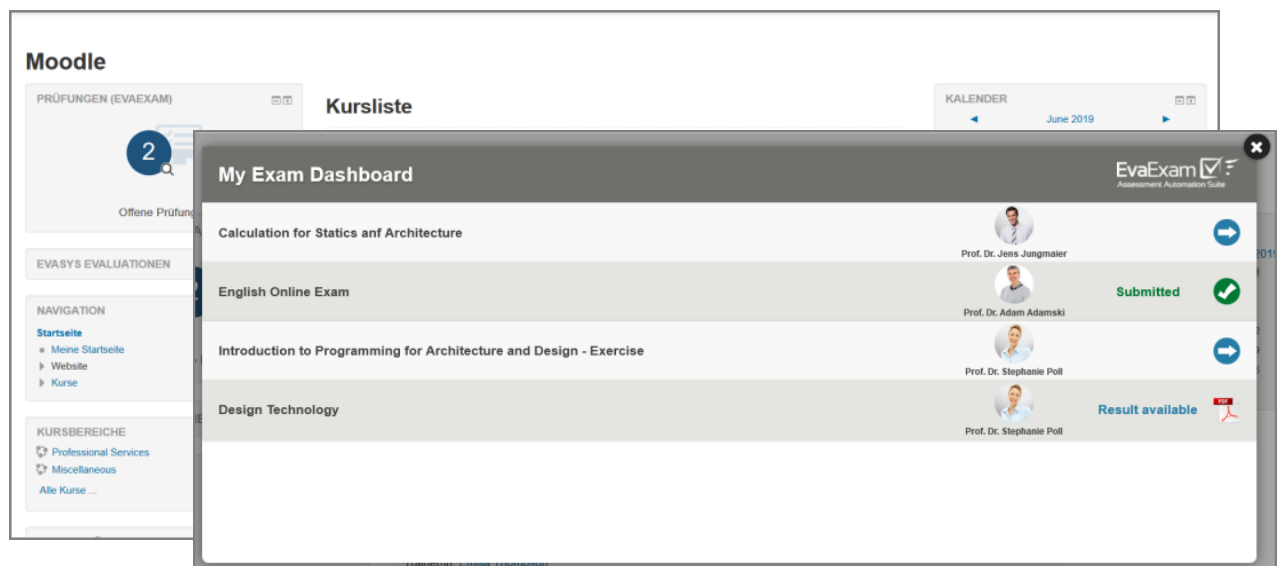 Moodle
PRÜFUNGEN (EVAEXAM)
2
Offene Prüfung
EVASYS EVALUATIONEN
NAVIGATION
Startseite
Meine Startseite
Website
Kurse
KURSBEREICHE
Professional Services
Miscellaneous
Alle Kurse ...
Kursliste
KALENDER
June 2019
My Exam Dashboard
EvaExam
Assessment Automation Suite
Calculation for Statics anf Architecture
Prof. Dr. Jens Jungmaier
English Online Exam
Prof. Dr. Adam Adamski
Submitted
Introduction to Programming for Architecture and Design - Exercise
Prof. Dr. Stephanie Poll
Design Technology
Prof. Dr. Stephanie Poll
Result available
PDF